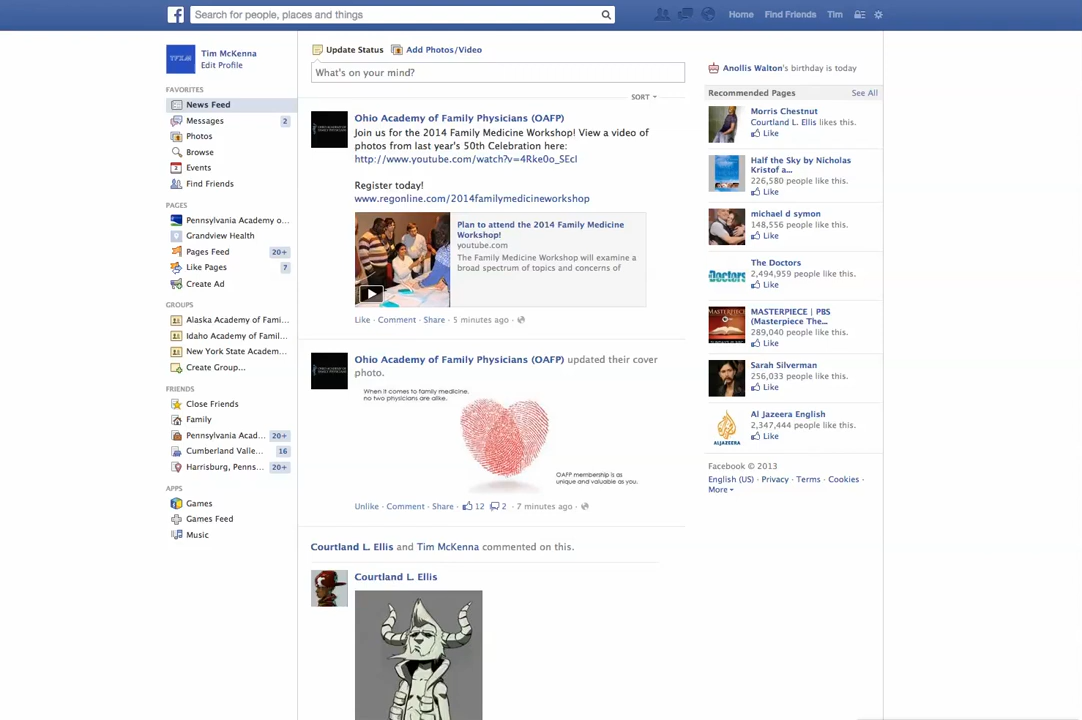 Search for people, places and things
Home
Find Friends
Tim
TFXM
Tim McKenna
Edit Profile
FAVORITES
News Feed
Messages 2
Photos
Browse
Events
Find Friends
PAGES
Pennsylvania Academy o...
Grandview Health
Pages Feed 20+
Like Pages 7
Create Ad
GROUPS
Alaska Academy of Fami...
Idaho Academy of Famil...
New York State Academ...
Create Group...
FRIENDS
Close Friends
Family
Pennsylvania Acad... 20+
Cumberland Valle... 16
Harrisburg, Penns... 20+
APPS
Games
Games Feed
Music
Update Status Add Photos/Video
What's on your mind?
SORT
Ohio Academy of Family Physicians (OAFP)
Join us for the 2014 Family Medicine Workshop! View a video of
photos from last year's 50th Celebration here:
http://www.youtube.com/watch?v=4Rke0o_SEcI
Register today!
www.regonline.com/2014familymedicineworkshop
Plan to attend the 2014 Family Medicine
Workshop!
youtube.com
The Family Medicine Workshop will examine a
broad spectrum of topics and concerns of
Like · Comment · Share · 5 minutes ago ·
Ohio Academy of Family Physicians (OAFP) updated their cover
photo.
When it comes to family medicine,
no two physicians are alike.
OAFP membership is as
unique and valuable as you.
Unlike · Comment · Share · 12 2 · 7 minutes ago ·
Courtland L. Ellis and Tim McKenna commented on this.
Courtland L. Ellis
Anollis Walton's birthday is today
Recommended Pages See All
Morris Chestnut
Courtland L. Ellis likes this.
Like
Half the Sky by Nicholas
Kristof a...
226,580 people like this.
Like
michael d symon
148,556 people like this.
Like
The Doctors
2,494,959 people like this.
Like
Doctors
MASTERPIECE | PBS
(Masterpiece The...
289,040 people like this.
Like
MASTERPIECE
Sarah Silverman
256,033 people like this.
Like
Al Jazeera English
2,347,444 people like this.
Like
ALJAZEERA
Facebook © 2013
English (US) · Privacy · Terms · Cookies ·
More